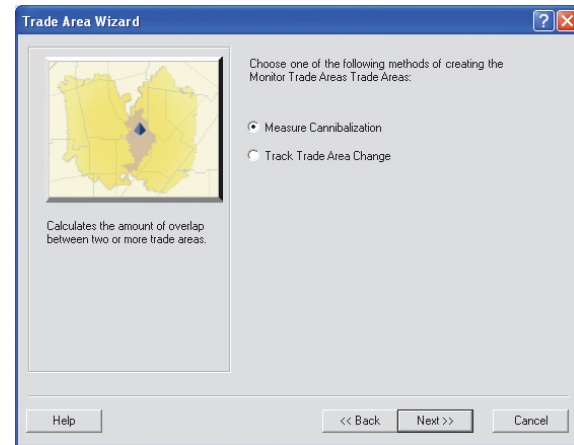 Trade Area Wizard
Choose one of the following methods of creating the
Monitor Trade Areas Trade Areas:
Measure Cannibalization
Track Trade Area Change
Calculates the amount of overlap
between two or more trade areas.
Help
<< Back
Next >>
Cancel